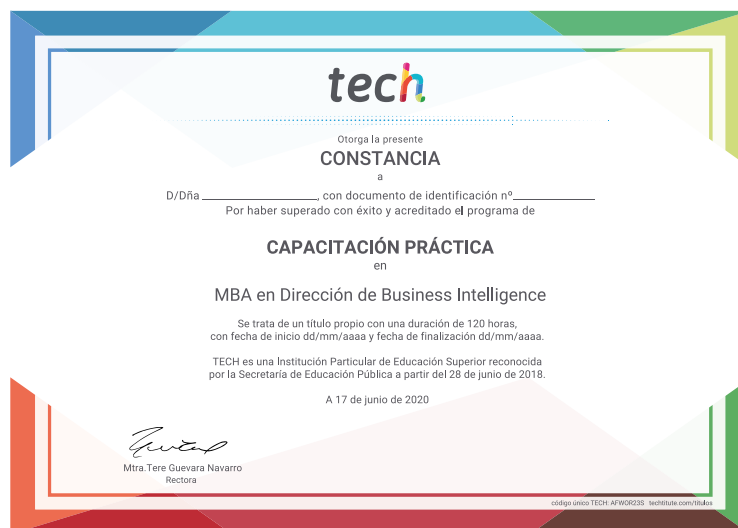 tech
Otorga la presente
CONSTANCIA
a
D/Dña ____________________, con documento de identificación nº______________
Por haber superado con éxito y acreditado el programa de
CAPACITACIÓN PRÁCTICA
en
MBA en Dirección de Business Intelligence
Se trata de un título propio con una duración de 120 horas,
con fecha de inicio dd/mm/aaaa y fecha de finalización dd/mm/aaaa.
TECH es una Institución Particular de Educación Superior reconocida
por la Secretaría de Educación Pública a partir del 28 de junio de 2018.
A 17 de junio de 2020
Mtra.Tere Guevara Navarro
Rectora
código único TECH: AFWOR23S techtitute.com/titulos